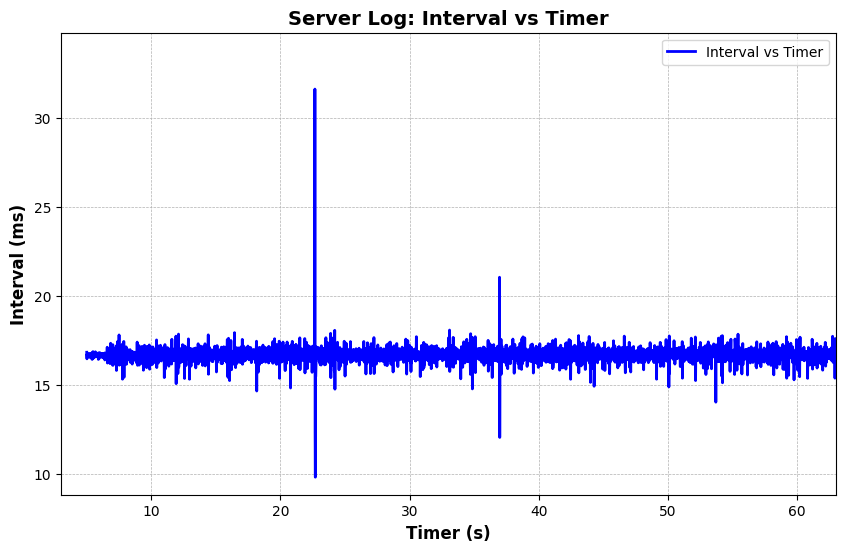 Server Log: Interval vs Timer
Interval vs Timer
Interval (ms)
30
25
20
15
10
10 20 30 40 50 60
Timer (s)